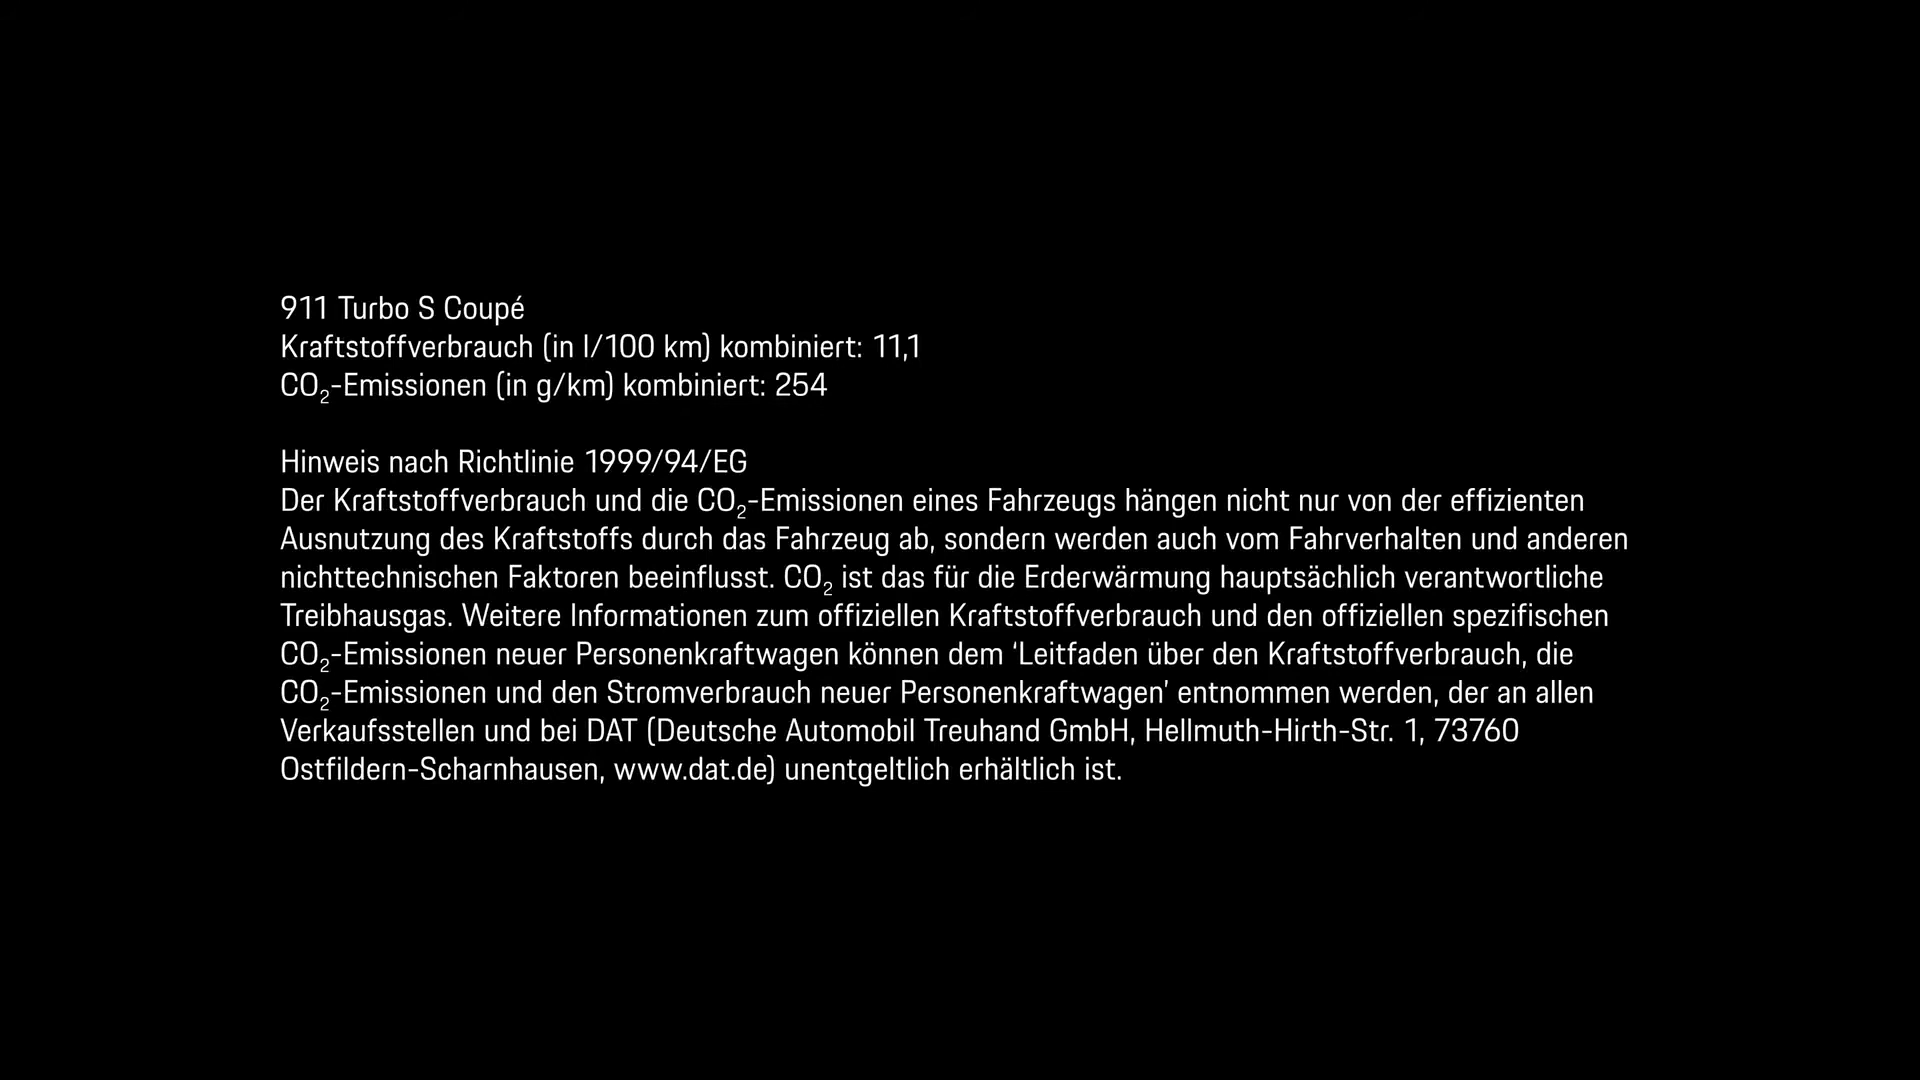 911 Turbo S Coupé
Kraftstoffverbrauch (in l/100 km) kombiniert: 11,1
CO₂-Emissionen (in g/km) kombiniert: 254
Hinweis nach Richtlinie 1999/94/EG
Der Kraftstoffverbrauch und die CO₂-Emissionen eines Fahrzeugs hängen nicht nur von der effizienten
Ausnutzung des Kraftstoffs durch das Fahrzeug ab, sondern werden auch vom Fahrverhalten und anderen
nichttechnischen Faktoren beeinflusst. CO₂ ist das für die Erderwärmung hauptsächlich verantwortliche
Treibhausgas. Weitere Informationen zum offiziellen Kraftstoffverbrauch und den offiziellen spezifischen
CO₂-Emissionen neuer Personenkraftwagen können dem ‘Leitfaden über den Kraftstoffverbrauch, die
CO₂-Emissionen und den Stromverbrauch neuer Personenkraftwagen’ entnommen werden, der an allen
Verkaufsstellen und bei DAT (Deutsche Automobil Treuhand GmbH, Hellmuth-Hirth-Str. 1, 73760
Ostfildern-Scharnhausen, www.dat.de) unentgeltlich erhältlich ist.